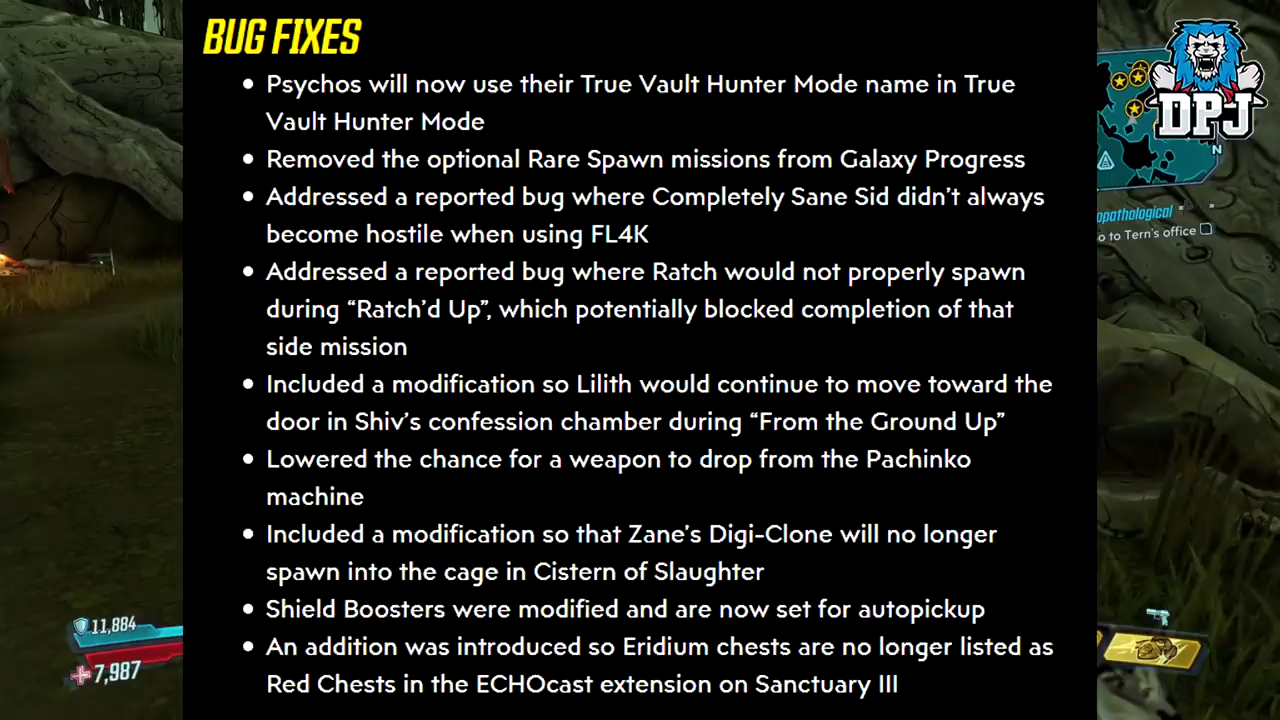 BUG FIXES
• Psychos will now use their True Vault Hunter Mode name in True
Vault Hunter Mode
• Removed the optional Rare Spawn missions from Galaxy Progress
• Addressed a reported bug where Completely Sane Sid didn't always
become hostile when using FL4K
• Addressed a reported bug where Ratch would not properly spawn
during “Ratch'd Up”, which potentially blocked completion of that
side mission
• Included a modification so Lilith would continue to move toward the
door in Shiv's confession chamber during “From the Ground Up”
• Lowered the chance for a weapon to drop from the Pachinko
machine
• Included a modification so that Zane's Digi-Clone will no longer
spawn into the cage in Cistern of Slaughter
• Shield Boosters were modified and are now set for autopickup
• An addition was introduced so Eridium chests are no longer listed as
Red Chests in the ECHOcast extension on Sanctuary III
DPJ
N
opathological
o to Tern's office
11,884
7,987